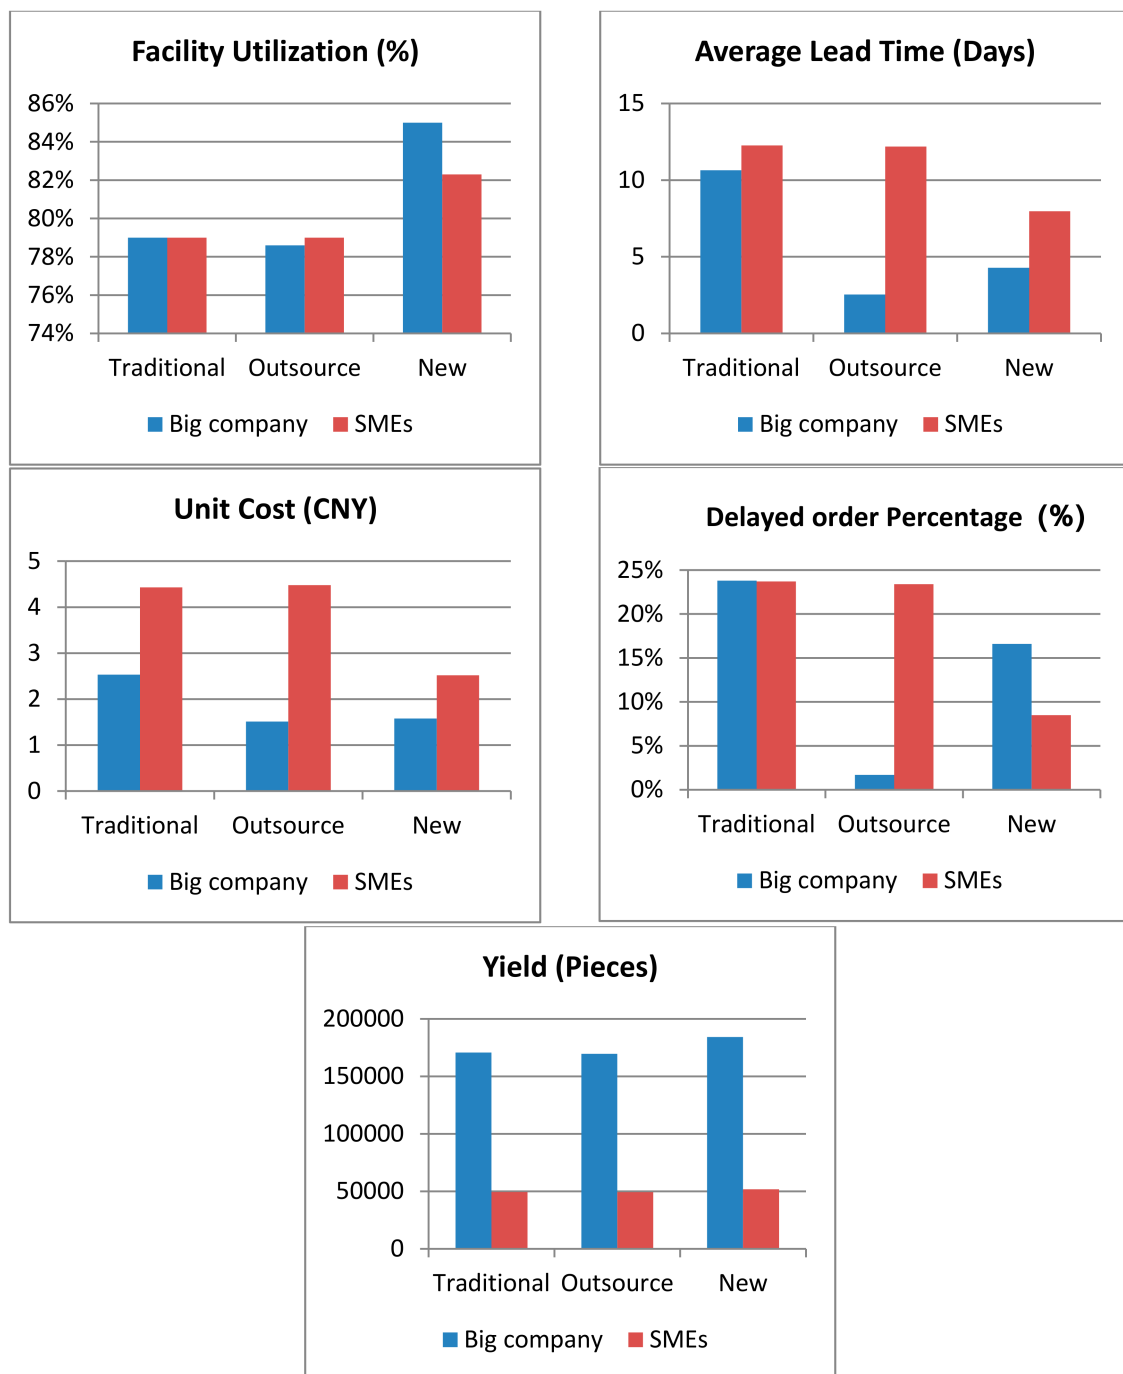 Facility Utilization (%)
86%
84%
82%
80%
78%
76%
74%
Traditional Outsource New
Big company SMEs
Average Lead Time (Days)
15
10
5
0
Traditional Outsource New
Big company SMEs
Unit Cost (CNY)
5
4
3
2
1
0
Traditional Outsource New
Big company SMEs
Delayed order Percentage (%)
25%
20%
15%
10%
5%
0%
Traditional Outsource New
Big company SMEs
Yield (Pieces)
200000
150000
100000
50000
0
Traditional Outsource New
Big company SMEs